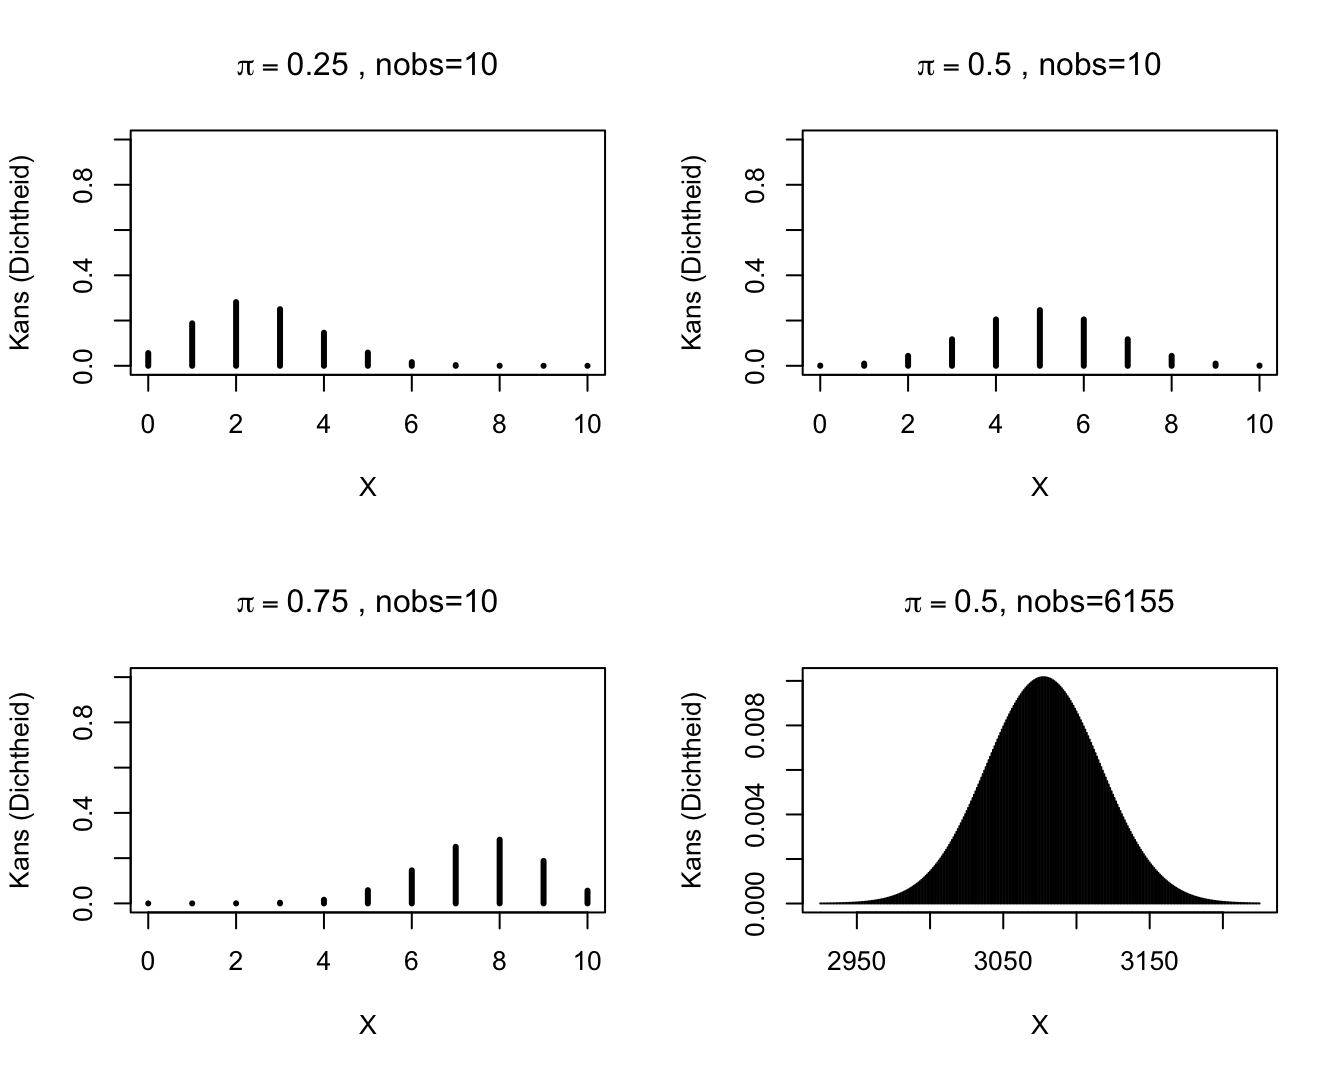 π = 0.25 , nobs=10
Kans (Dichtheid)
0.0 0.4 0.8
0 2 4 6 8 10
X
π = 0.5 , nobs=10
Kans (Dichtheid)
0.0 0.4 0.8
0 2 4 6 8 10
X
π = 0.75 , nobs=10
Kans (Dichtheid)
0.0 0.4 0.8
0 2 4 6 8 10
X
π = 0.5, nobs=6155
Kans (Dichtheid)
0.000 0.004 0.008
2950 3050 3150
X